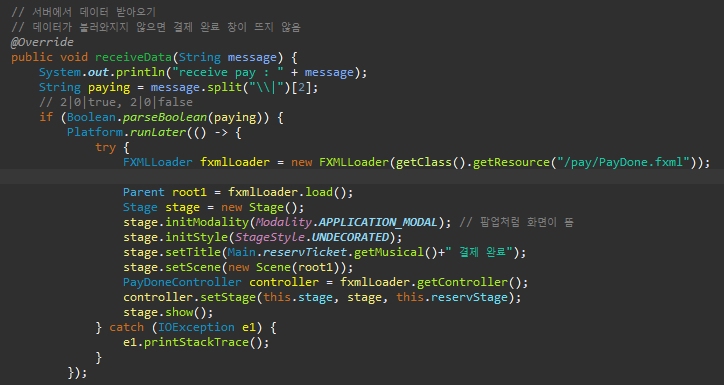 // 서버에서 데이터 받아오기
// 데이터가 불러와지지 않으면 결제 완료 창이 뜨지 않음
@Override
public void receiveData(String message) {
    System.out.println("receive pay : " + message);
    String paying = message.split("\\|")[2];
    // 2|0|true, 2|0|false
    if (Boolean.parseBoolean(paying)) {
        Platform.runLater(() -> {
            try {
                FXMLLoader fxmlLoader = new FXMLLoader(getClass().getResource("/pay/PayDone.fxml"));
                Parent root1 = fxmlLoader.load();
                Stage stage = new Stage();
                stage.initModality(Modality.APPLICATION_MODAL); // 팝업처럼 화면이 뜸
                stage.initStyle(StageStyle.UNDECORATED);
                stage.setTitle(Main.reservTicket.getMusical()+" 결제 완료");
                stage.setScene(new Scene(root1));
                PayDoneController controller = fxmlLoader.getController();
                controller.setStage(this.stage, stage, this.reservStage);
                stage.show();
            } catch (IOException e1) {
                e1.printStackTrace();
            }
        });